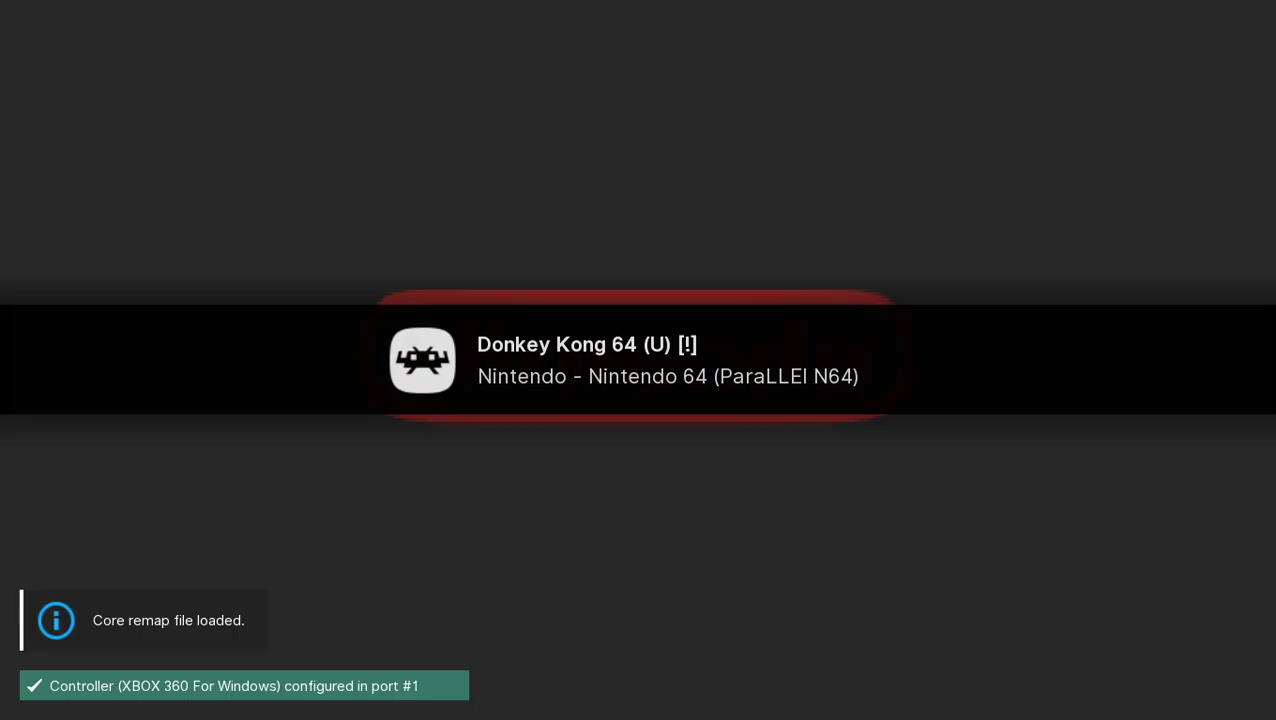 Donkey Kong 64 (U) [!]
Nintendo - Nintendo 64 (ParaLLEl N64)
Core remap file loaded.
Controller (XBOX 360 For Windows) configured in port #1